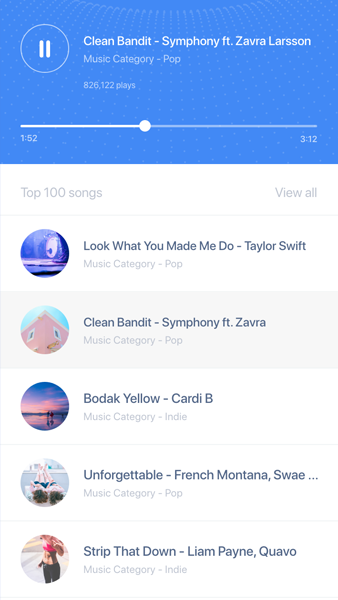 Clean Bandit - Symphony ft. Zavra Larsson
Music Category - Pop
826,122 plays
1:52
3:12
Top 100 songs
View all
Look What You Made Me Do - Taylor Swift
Music Category - Pop
Clean Bandit - Symphony ft. Zavra
Music Category - Pop
Bodak Yellow - Cardi B
Music Category - Indie
Unforgettable - French Montana, Swae ...
Music Category - Pop
Strip That Down - Liam Payne, Quavo
Music Category - Indie